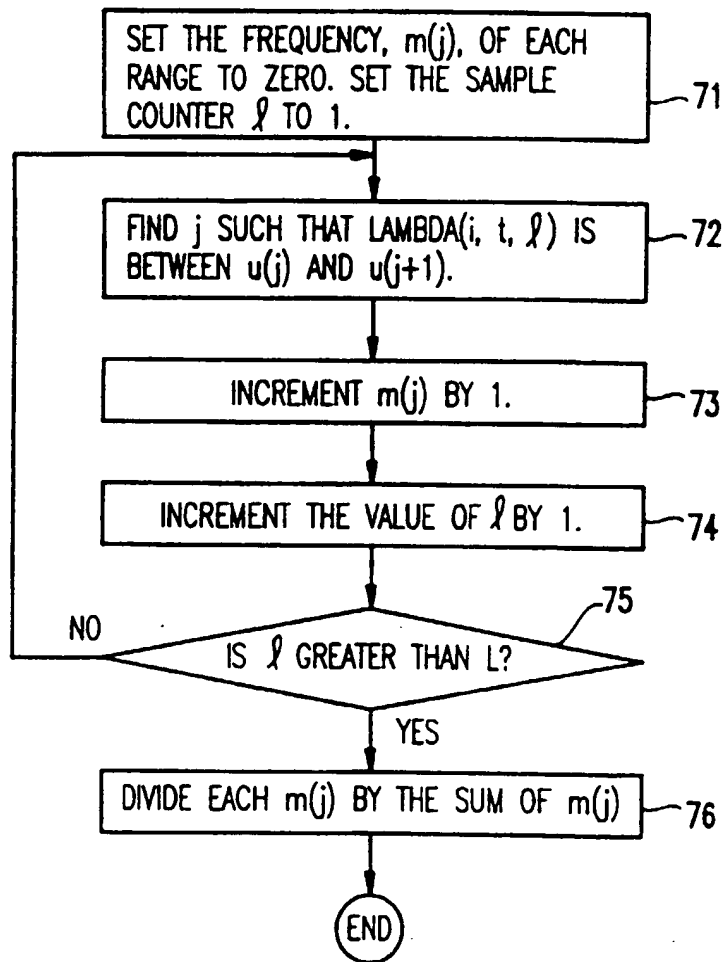 SET THE FREQUENCY, m(j), OF EACH
RANGE TO ZERO. SET THE SAMPLE
COUNTER ℓ TO 1.
71
FIND j SUCH THAT LAMBDA(i, t, ℓ) IS
BETWEEN u(j) AND u(j+1).
72
INCREMENT m(j) BY 1.
73
INCREMENT THE VALUE OF ℓ BY 1.
74
75
NO
IS ℓ GREATER THAN L?
YES
DIVIDE EACH m(j) BY THE SUM OF m(j)
76
END